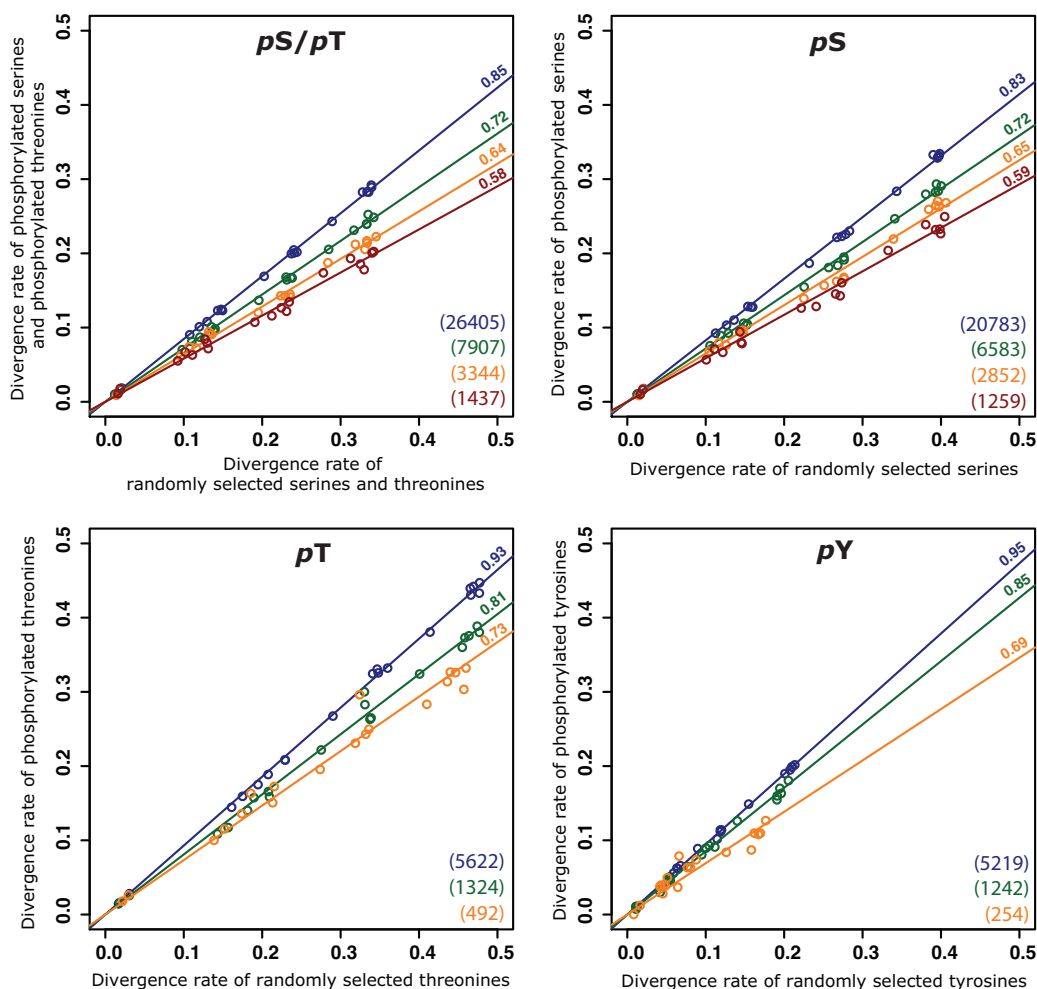 pS/pT
Divergence rate of phosphorylated serines
and phosphorylated threonines
0.5
0.4
0.3
0.2
0.1
0.0
0.85
0.72
0.64
0.58
(26405)
(7907)
(3344)
(1437)
0.0 0.1 0.2 0.3 0.4 0.5
Divergence rate of
randomly selected serines and threonines
pS
Divergence rate of phosphorylated serines
0.5
0.4
0.3
0.2
0.1
0.0
0.83
0.72
0.65
0.59
(20783)
(6583)
(2852)
(1259)
0.0 0.1 0.2 0.3 0.4 0.5
Divergence rate of randomly selected serines
pT
Divergence rate of phosphorylated threonines
0.5
0.4
0.3
0.2
0.1
0.0
0.93
0.81
0.73
(5622)
(1324)
(492)
0.0 0.1 0.2 0.3 0.4 0.5
Divergence rate of randomly selected threonines
pY
Divergence rate of phosphorylated tyrosines
0.5
0.4
0.3
0.2
0.1
0.0
0.95
0.85
0.69
(5219)
(1242)
(254)
0.0 0.1 0.2 0.3 0.4 0.5
Divergence rate of randomly selected tyrosines